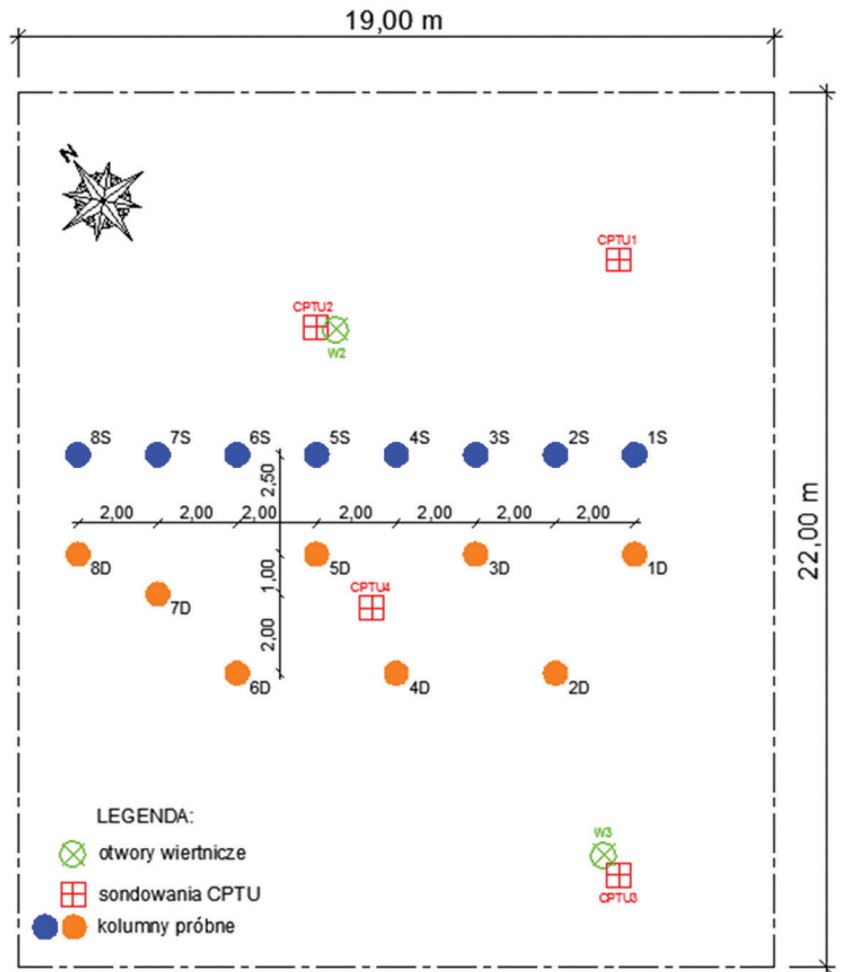 19,00 m
N
CPTU1
CPTU2
W2
8S 7S 6S 5S 4S 3S 2S 1S
2,50
2,00 2,00 2,00 2,00 2,00 2,00 2,00
8D 5D 3D 1D
1,00
22,00 m
7D
CPTU4
2,00
6D 4D 2D
LEGENDA:
W3
otwory wiertnicze
sondowania CPTU
CPTU3
kolumny próbne